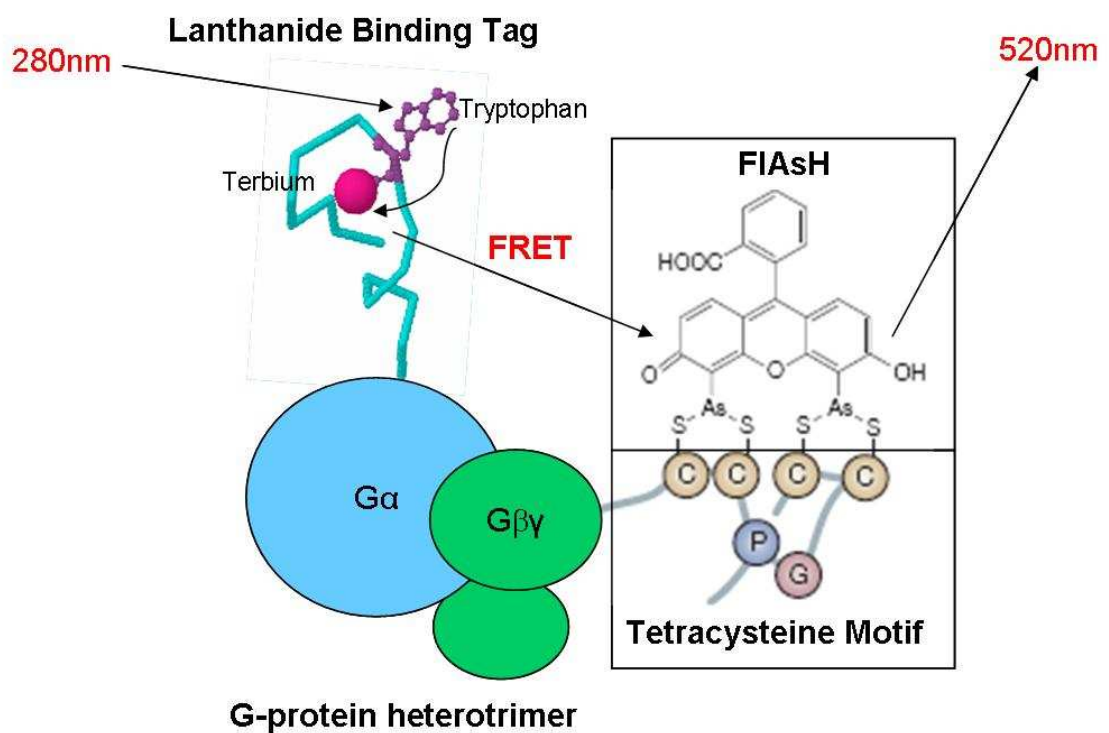 Lanthanide Binding Tag
280nm
520nm
Tryptophan
Terbium
FlAsH
FRET
HOOC
O
O
OH
As
As
S
S
S
S
C
C
C
C
Gα
Gβγ
P
G
Tetracysteine Motif
G-protein heterotrimer